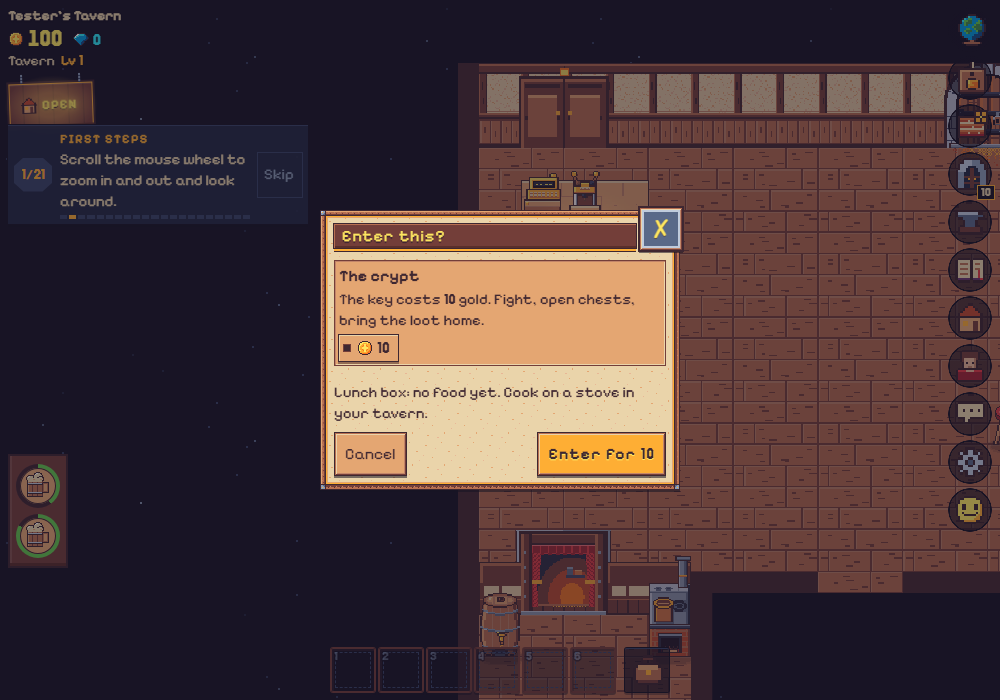 Tester's Tavern
100 0
Tavern Lv 1
OPEN
FIRST STEPS
1/21
Scroll the mouse wheel to
zoom in and out and look
around.
Skip
10
Enter this?
X
The crypt
The key costs 10 gold. Fight, open chests,
bring the loot home.
10
Lunch box: no food yet. Cook on a stove in
your tavern.
Cancel
Enter for 10
1 2 3 4 5 6